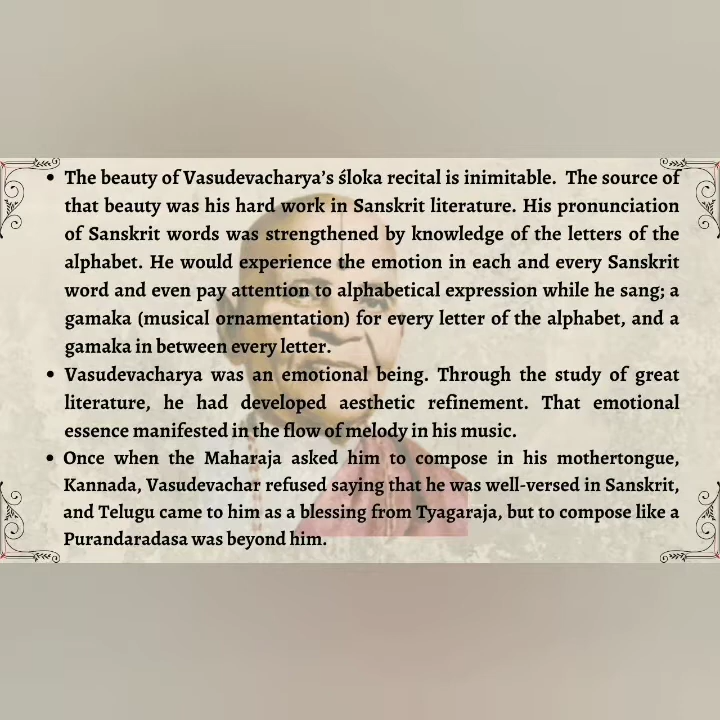 • The beauty of Vasudevacharya's śloka recital is inimitable. The source of
that beauty was his hard work in Sanskrit literature. His pronunciation
of Sanskrit words was strengthened by knowledge of the letters of the
alphabet. He would experience the emotion in each and every Sanskrit
word and even pay attention to alphabetical expression while he sang; a
gamaka (musical ornamentation) for every letter of the alphabet, and a
gamaka in between every letter.
• Vasudevacharya was an emotional being. Through the study of great
literature, he had developed aesthetic refinement. That emotional
essence manifested in the flow of melody in his music.
• Once when the Maharaja asked him to compose in his mothertongue,
Kannada, Vasudevachar refused saying that he was well-versed in Sanskrit,
and Telugu came to him as a blessing from Tyagaraja, but to compose like a
Purandaradasa was beyond him.